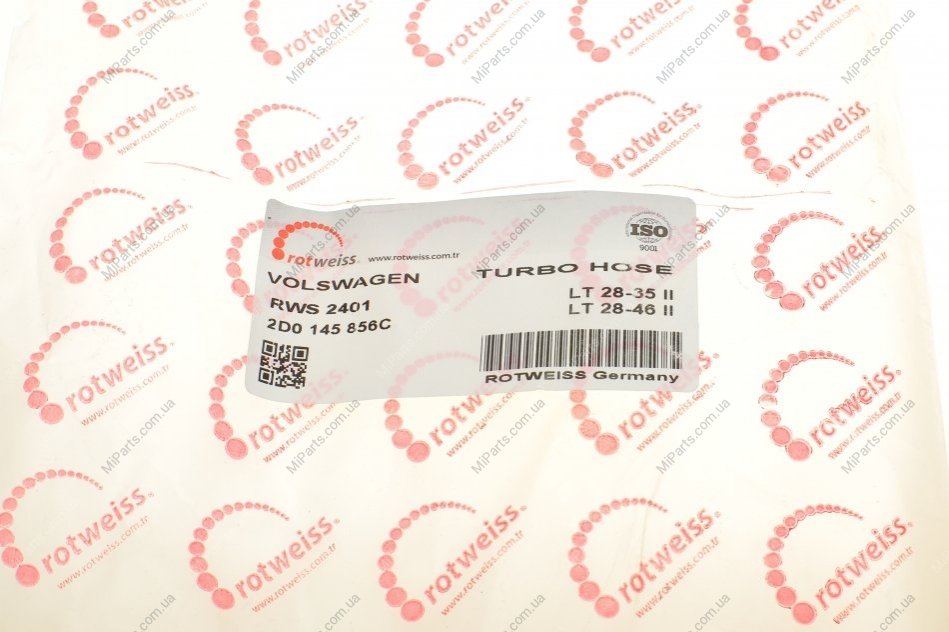 rotweiss® www.rotweiss.com.tr
ISO
9001
VOLSWAGEN
TURBO HOSE
RWS 2401
LT 28-35 II
2D0 145 856C
LT 28-46 II
ROTWEISS Germany
rotweiss®
www.rotweiss.com.tr
MiParts.com.ua